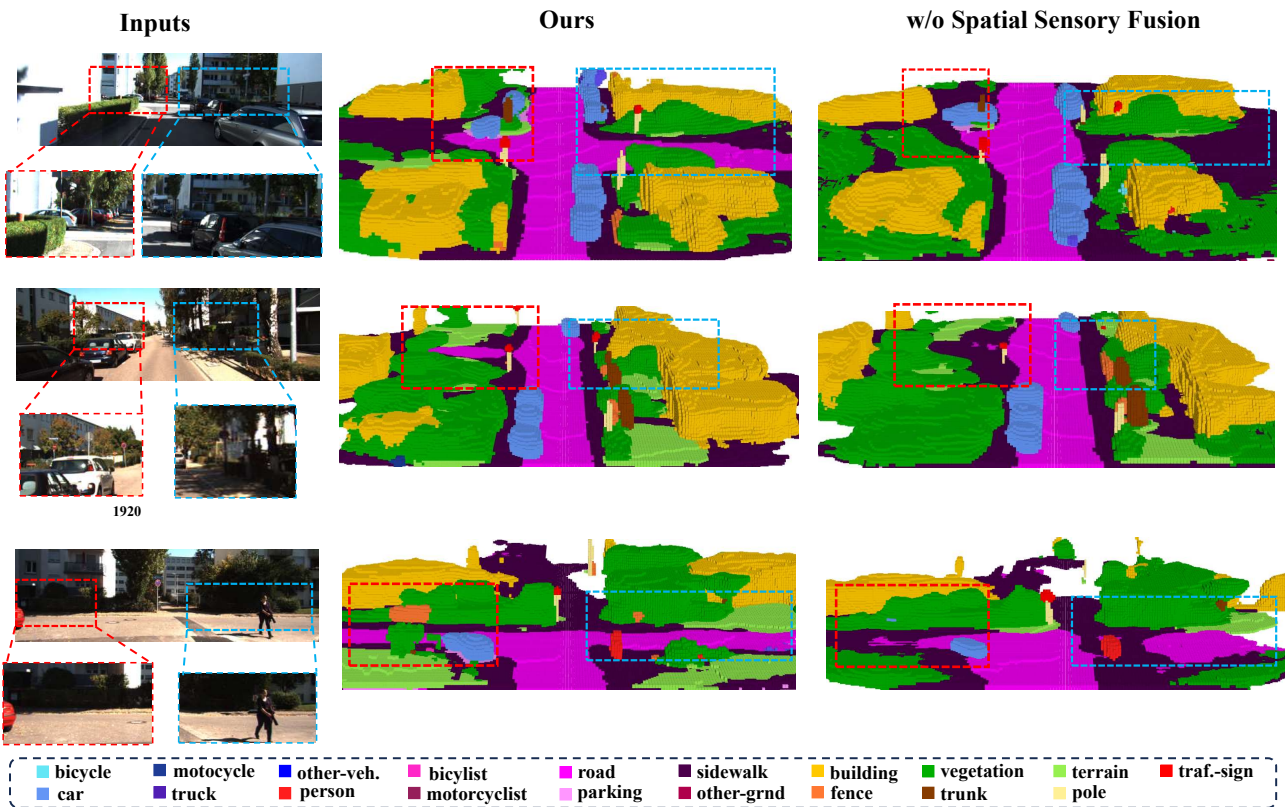 Inputs
Ours
w/o Spatial Sensory Fusion
1920
bicycle motocycle other-veh. bicylist road sidewalk building vegetation terrain traf.-sign
car truck person motorcyclist parking other-grnd fence trunk pole